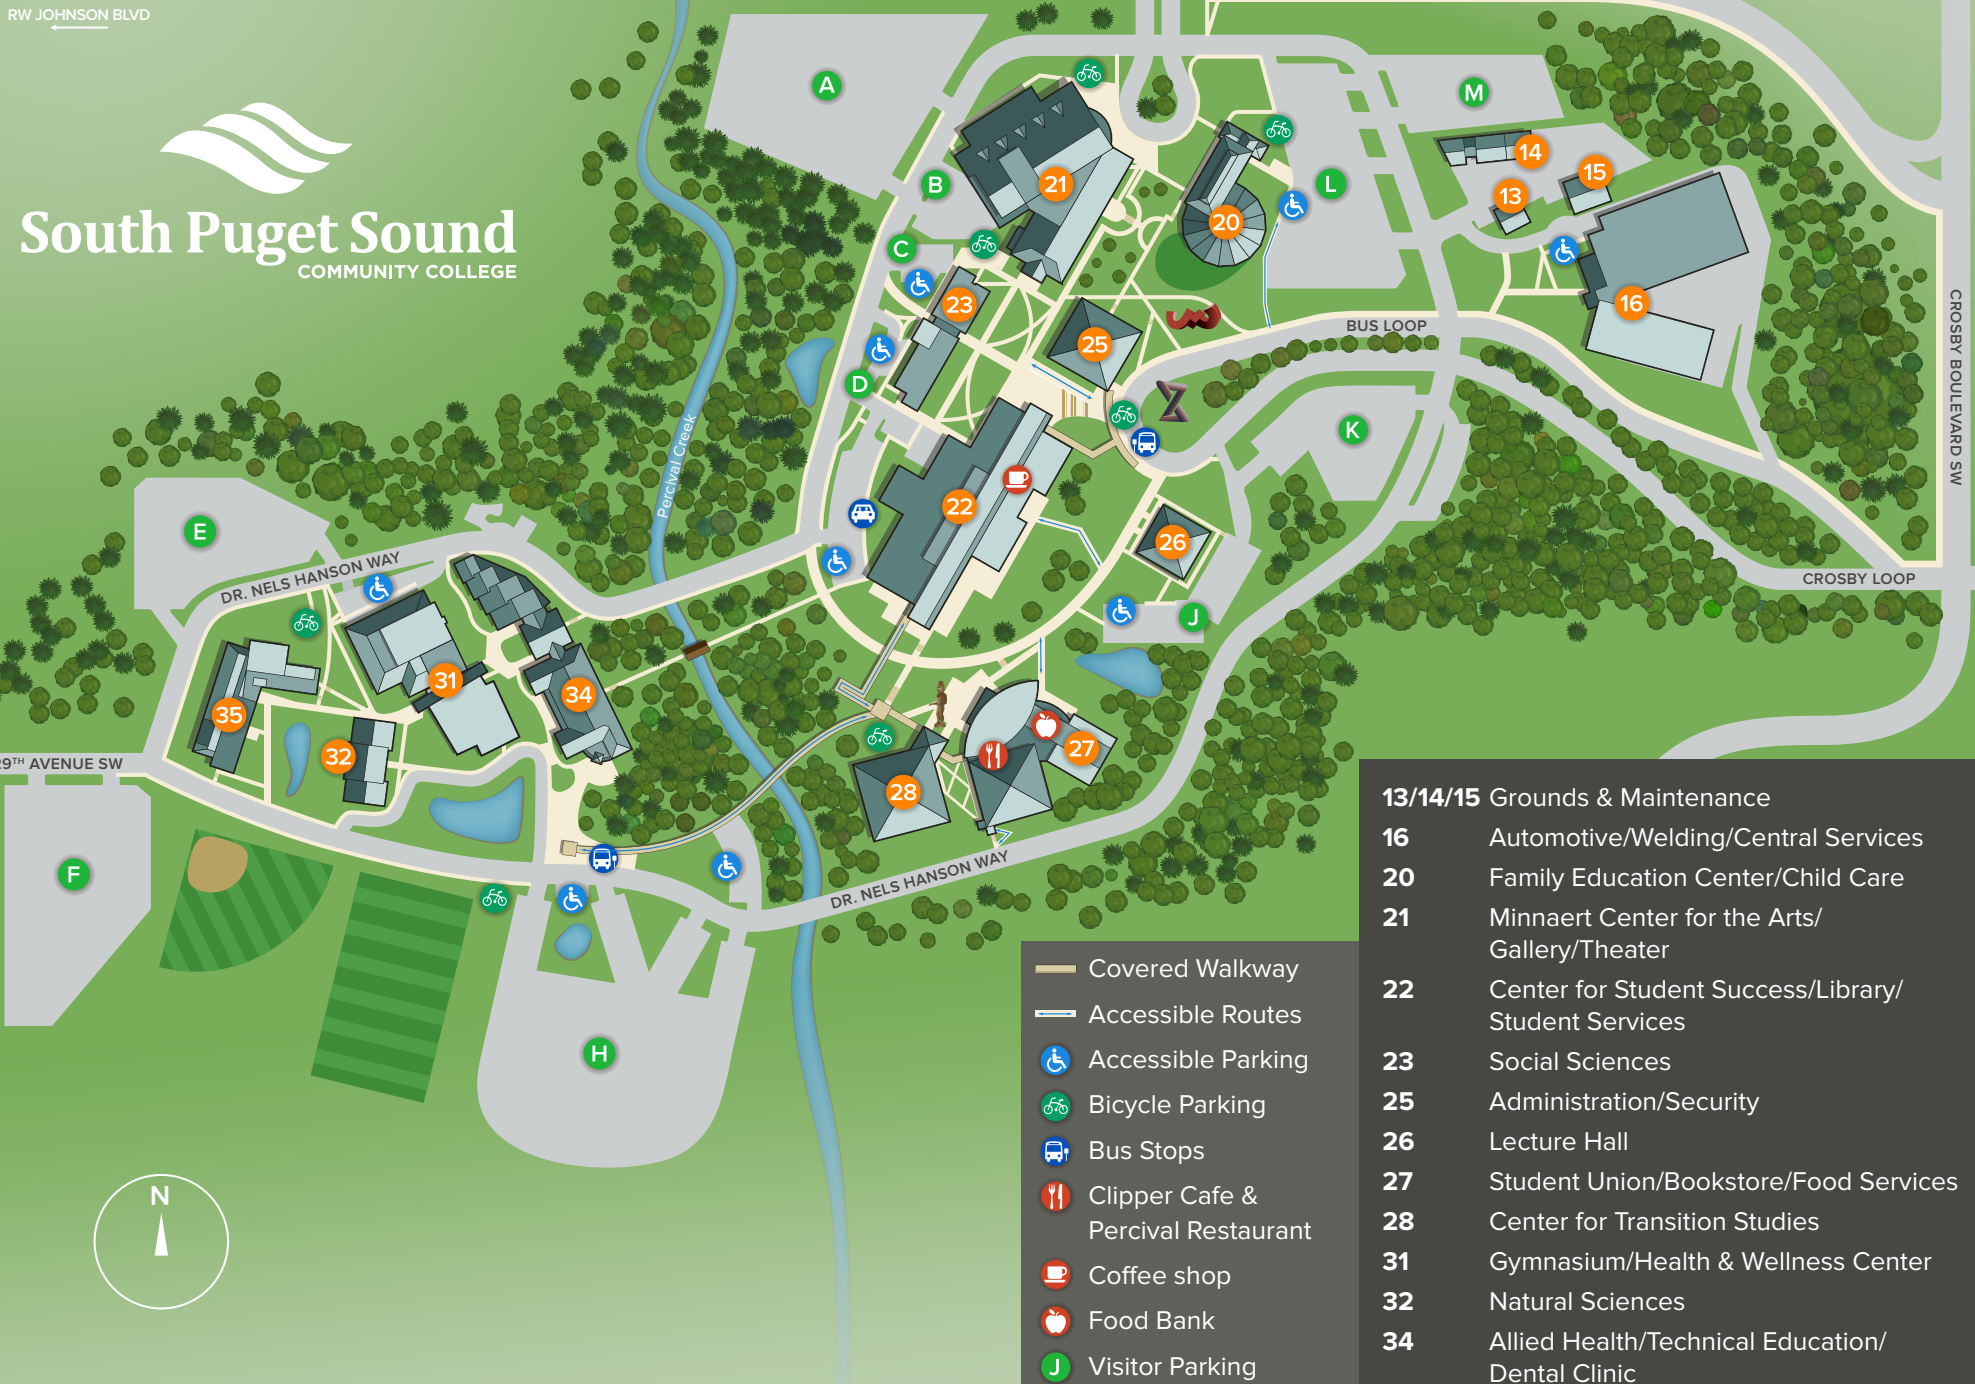 RW JOHNSON BLVD
South Puget Sound
COMMUNITY COLLEGE
A
M
B
L
14
15
13
21
20
C
23
16
BUS LOOP
25
D
K
CROSBY BOULEVARD SW
Percival Creek
22
E
26
DR. NELS HANSON WAY
CROSBY LOOP
J
31
34
35
32
27
28
29TH AVENUE SW
F
DR. NELS HANSON WAY
H
N
Covered Walkway
Accessible Routes
Accessible Parking
Bicycle Parking
Bus Stops
Clipper Cafe &
Percival Restaurant
Coffee shop
Food Bank
J Visitor Parking
13/14/15 Grounds & Maintenance
16 Automotive/Welding/Central Services
20 Family Education Center/Child Care
21 Minnaert Center for the Arts/
Gallery/Theater
22 Center for Student Success/Library/
Student Services
23 Social Sciences
25 Administration/Security
26 Lecture Hall
27 Student Union/Bookstore/Food Services
28 Center for Transition Studies
31 Gymnasium/Health & Wellness Center
32 Natural Sciences
34 Allied Health/Technical Education/
Dental Clinic